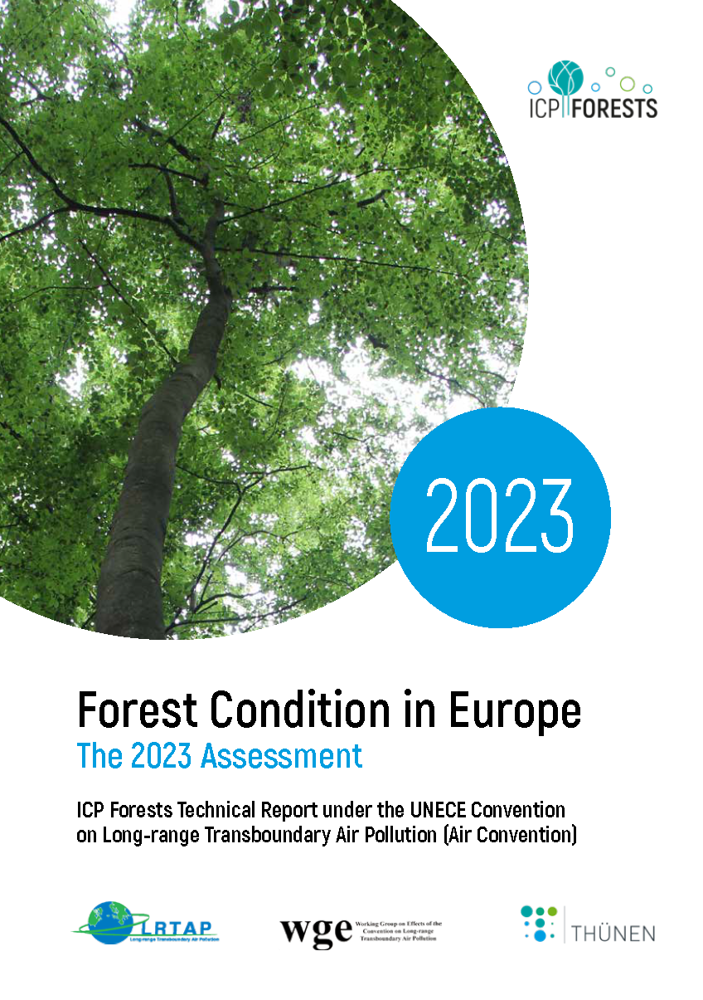 ICP FORESTS
2023
Forest Condition in Europe
The 2023 Assessment
ICP Forests Technical Report under the UNECE Convention
on Long-range Transboundary Air Pollution (Air Convention)
LRTAP
Long-range Transboundary Air Pollution
wge
Working Group on Effects of the
Convention on Long-range
Transboundary Air Pollution
THÜNEN